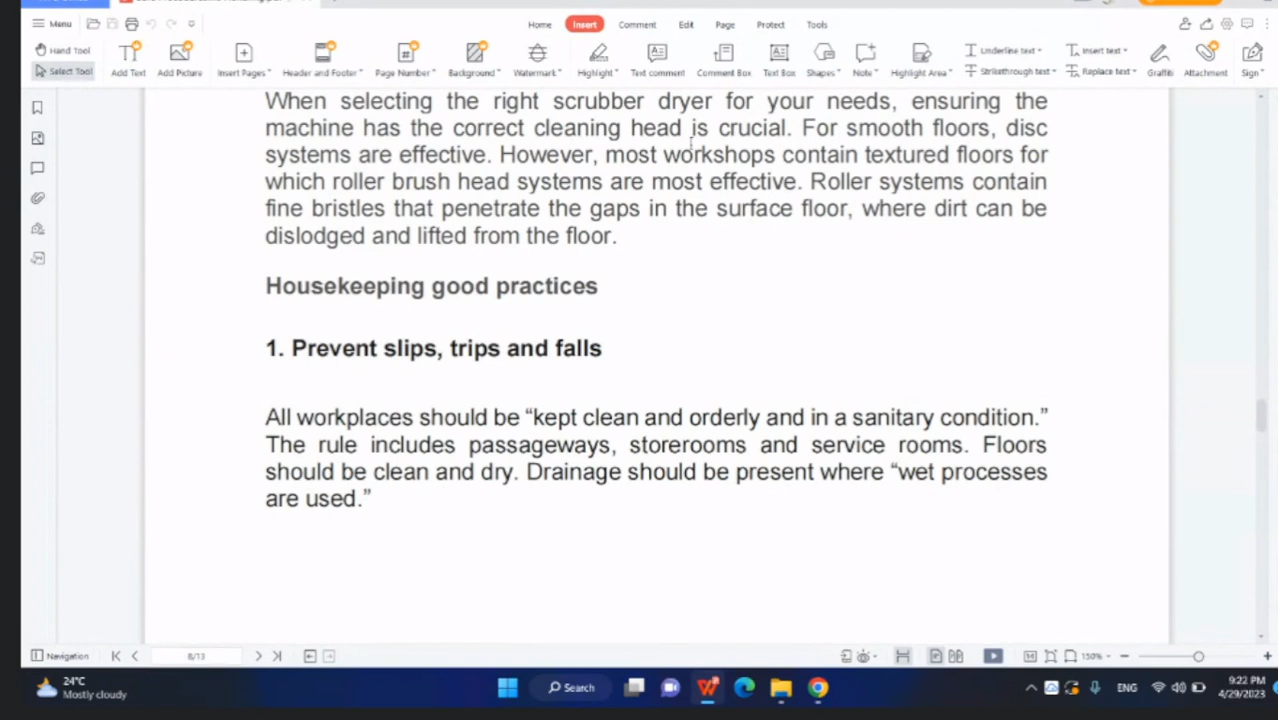 Menu
Home
Insert
Comment
Edit
Page
Protect
Tools
Hand Tool
Select Tool
Add Text
Add Picture
Insert Pages
Header and Footer
Page Number
Background
Watermark
Highlight
Text comment
Comment Box
Text Box
Shapes
Note
Highlight Area
Underline text
Strikethrough text
Insert text
Replace text
Graffiti
Attachment
Sign
When selecting the right scrubber dryer for your needs, ensuring the
machine has the correct cleaning head is crucial. For smooth floors, disc
systems are effective. However, most workshops contain textured floors for
which roller brush head systems are most effective. Roller systems contain
fine bristles that penetrate the gaps in the surface floor, where dirt can be
dislodged and lifted from the floor.
Housekeeping good practices
1. Prevent slips, trips and falls
All workplaces should be “kept clean and orderly and in a sanitary condition.”
The rule includes passageways, storerooms and service rooms. Floors
should be clean and dry. Drainage should be present where “wet processes
are used.”
Navigation
8/13
150%
24°C
Mostly cloudy
Search
ENG
9:22 PM
4/29/2023